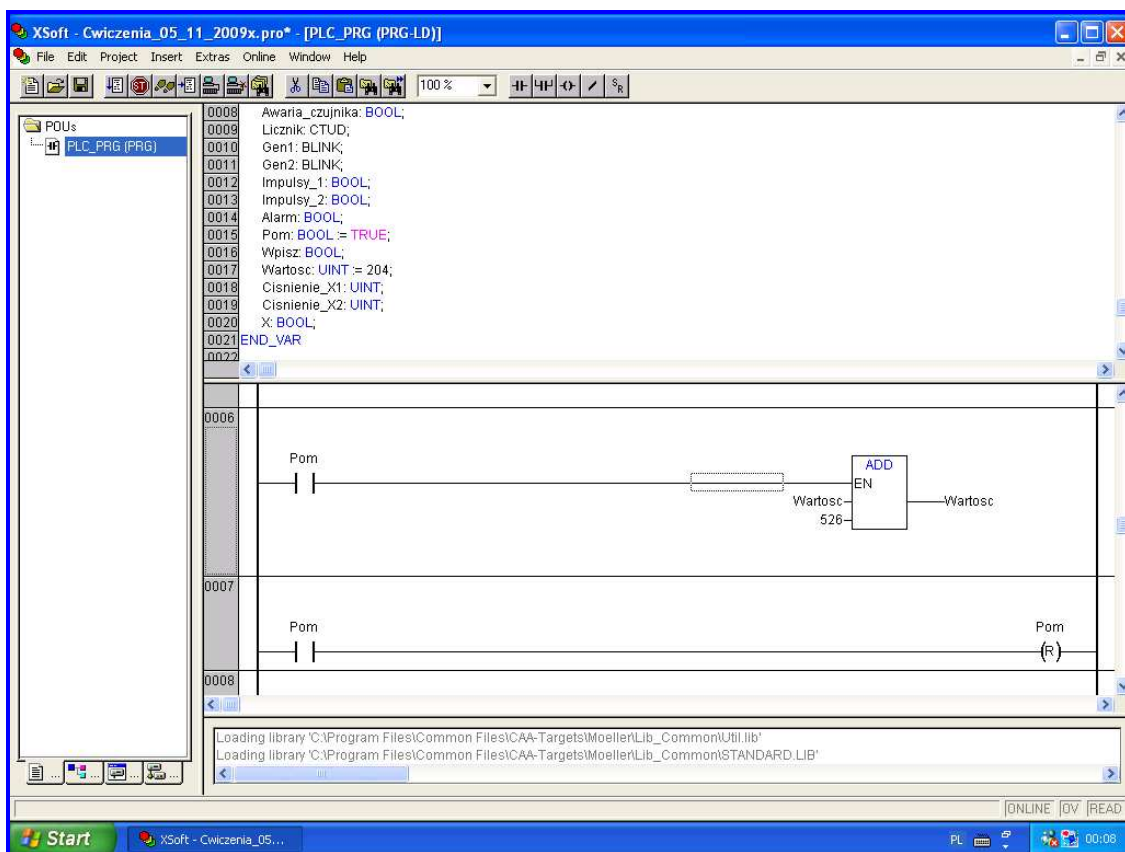 XSoft - Cwiczenia_05_11_2009x.pro* - [PLC_PRG (PRG-LD)]
File Edit Project Insert Extras Online Window Help
100 %
POUs
PLC_PRG (PRG)
0008 Awaria_czujnika: BOOL;
0009 Licznik: CTUD;
0010 Gen1: BLINK;
0011 Gen2: BLINK;
0012 Impulsy_1: BOOL;
0013 Impulsy_2: BOOL;
0014 Alarm: BOOL;
0015 Pom: BOOL := TRUE;
0016 Wpisz: BOOL;
0017 Wartosc: UINT := 204;
0018 Cisnienie_X1: UINT;
0019 Cisnienie_X2: UINT;
0020 X: BOOL;
0021 END_VAR
0022
0006
Pom
ADD
EN
Wartosc
Wartosc
526
0007
Pom
Pom
(R)
0008
Loading library 'C:\Program Files\Common Files\CAA-Targets\Moeller\Lib_Common\Util.lib'
Loading library 'C:\Program Files\Common Files\CAA-Targets\Moeller\Lib_Common\STANDARD.LIB'
... ... ... ...
ONLINE OV READ
Start XSoft - Cwiczenia_05... PL 00:08